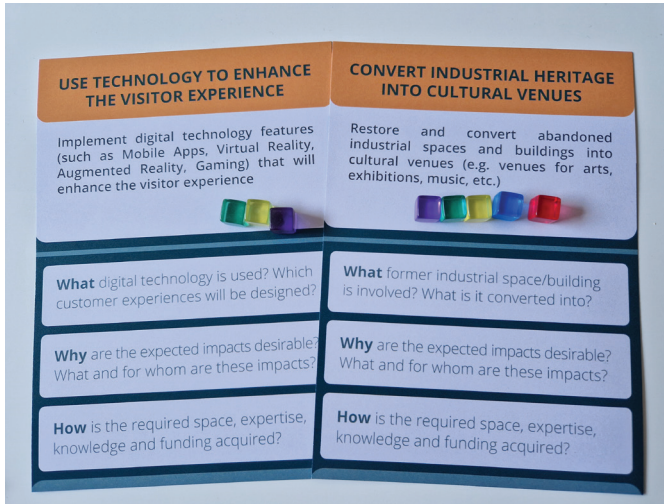 USE TECHNOLOGY TO ENHANCE
THE VISITOR EXPERIENCE
Implement digital technology features
(such as Mobile Apps, Virtual Reality,
Augmented Reality, Gaming) that will
enhance the visitor experience
What digital technology is used? Which
customer experiences will be designed?
Why are the expected impacts desirable?
What and for whom are these impacts?
How is the required space, expertise,
knowledge and funding acquired?
CONVERT INDUSTRIAL HERITAGE
INTO CULTURAL VENUES
Restore and convert abandoned
industrial spaces and buildings into
cultural venues (e.g. venues for arts,
exhibitions, music, etc.)
What former industrial space/building
is involved? What is it converted into?
Why are the expected impacts desirable?
What and for whom are these impacts?
How is the required space, expertise,
knowledge and funding acquired?